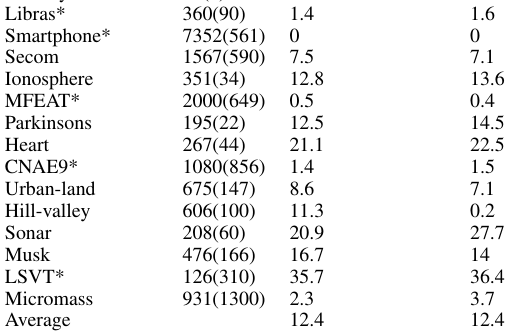 Libras* 360(90) 1.4 1.6
Smartphone* 7352(561) 0 0
Secom 1567(590) 7.5 7.1
Ionosphere 351(34) 12.8 13.6
MFEAT* 2000(649) 0.5 0.4
Parkinsons 195(22) 12.5 14.5
Heart 267(44) 21.1 22.5
CNAE9* 1080(856) 1.4 1.5
Urban-land 675(147) 8.6 7.1
Hill-valley 606(100) 11.3 0.2
Sonar 208(60) 20.9 27.7
Musk 476(166) 16.7 14
LSVT* 126(310) 35.7 36.4
Micromass 931(1300) 2.3 3.7
Average 12.4 12.4